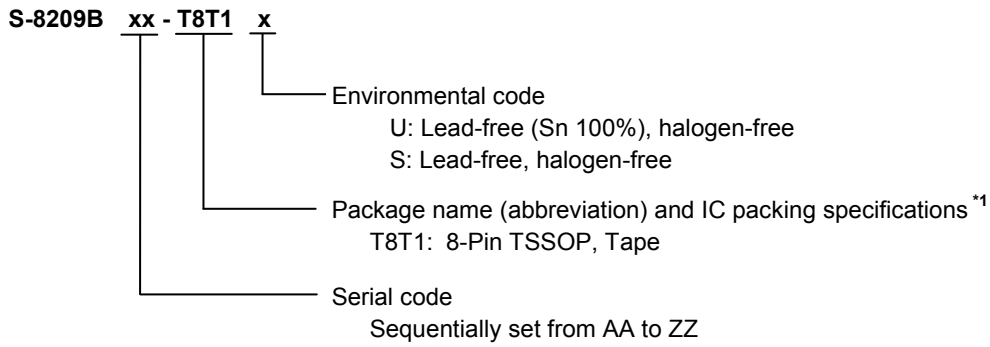 S-8209B xx - T8T1 x
Environmental code
U: Lead-free (Sn 100%), halogen-free
S: Lead-free, halogen-free
Package name (abbreviation) and IC packing specifications *1
T8T1: 8-Pin TSSOP, Tape
Serial code
Sequentially set from AA to ZZ